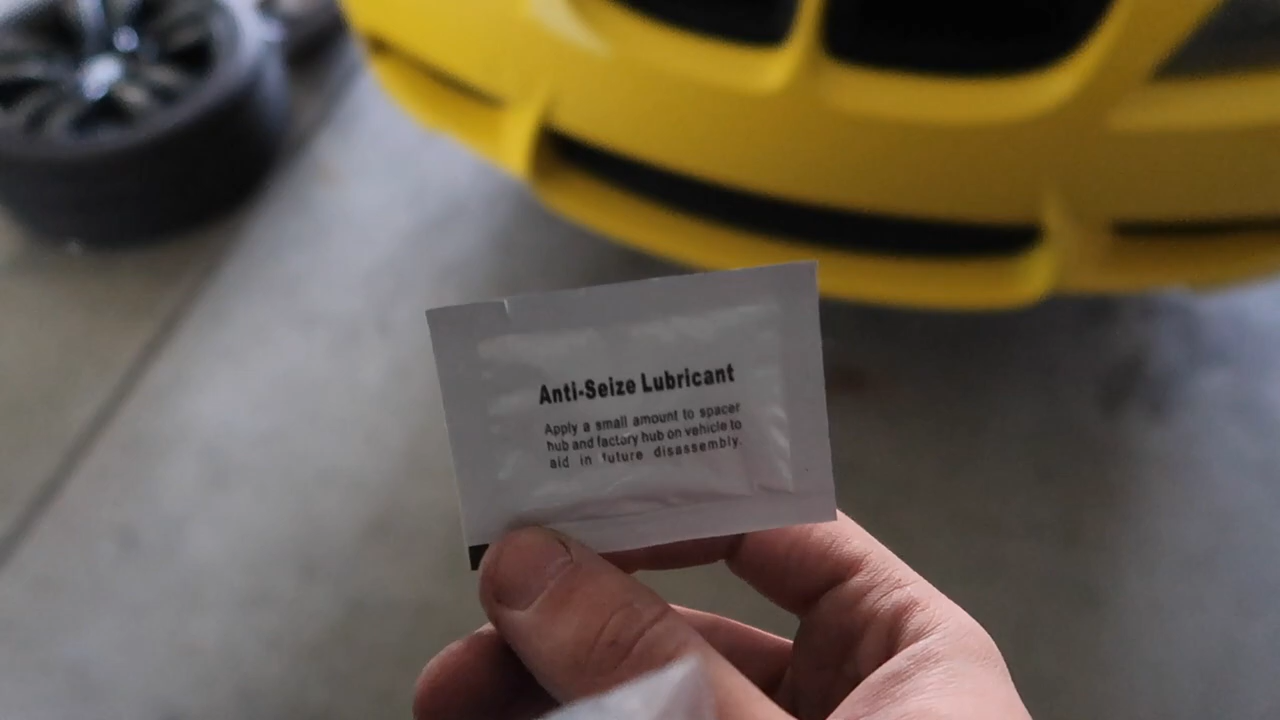 Anti-Seize Lubricant
Apply a small amount to spacer
hub and factory hub on vehicle to
aid in future disassembly.